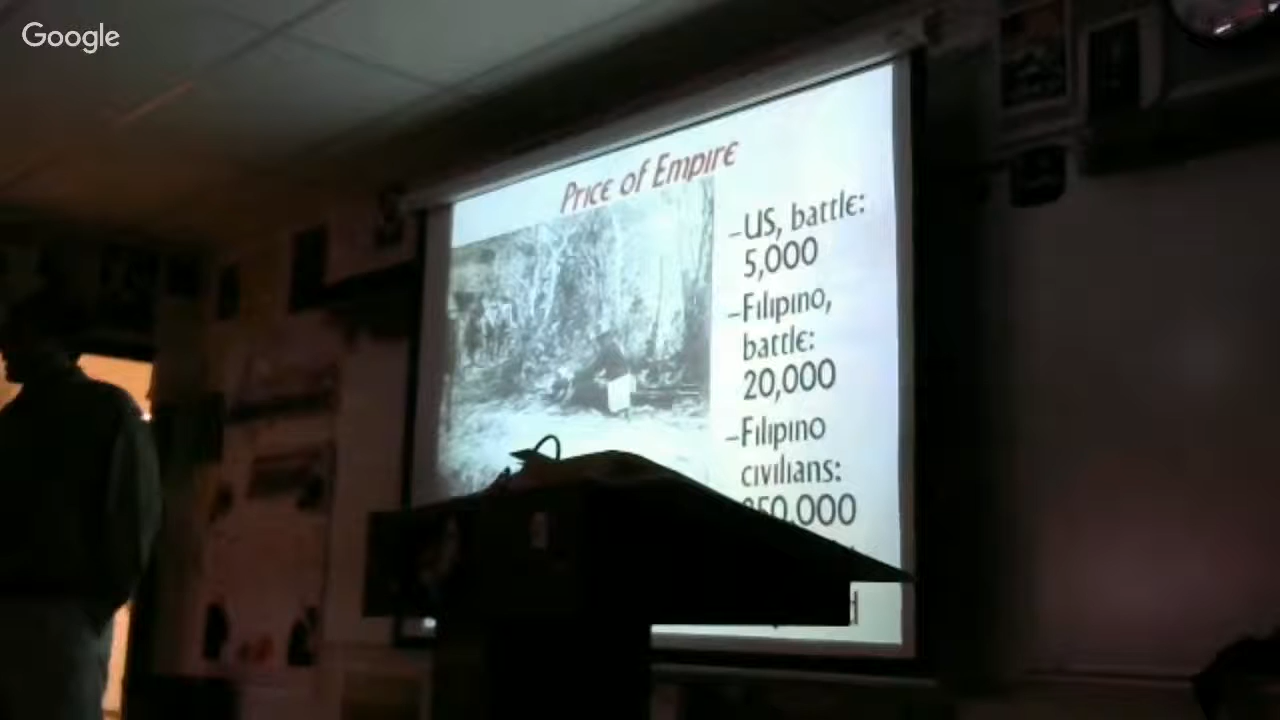 Google
Price of Empire
–US, battle:
5,000
–Filipino,
battle:
20,000
–Filipino
civilians: